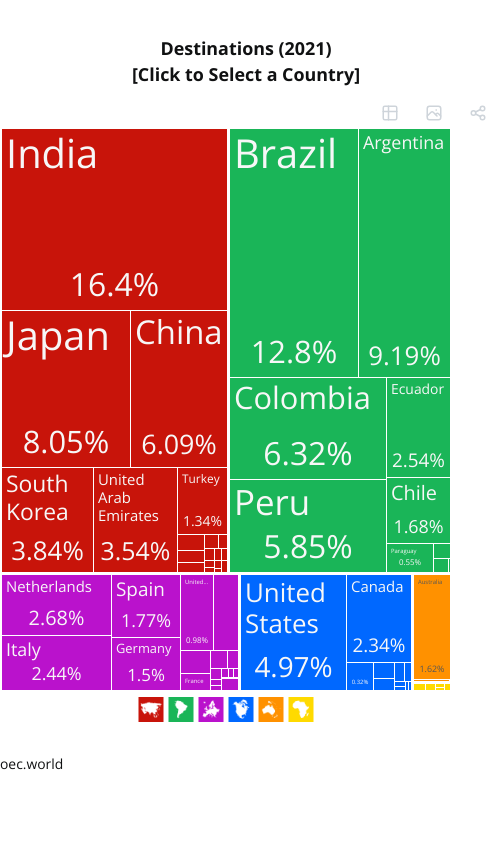 Destinations (2021)
[Click to Select a Country]
India
16.4%
Japan
8.05%
China
6.09%
South
Korea
3.84%
United
Arab
Emirates
3.54%
Turkey
1.34%
Brazil
12.8%
Argentina
9.19%
Colombia
6.32%
Peru
5.85%
Ecuador
2.54%
Chile
1.68%
Paraguay
0.55%
Netherlands
2.68%
Italy
2.44%
Spain
1.77%
Germany
1.5%
United...
0.98%
France
United
States
4.97%
Canada
2.34%
0.32%
Australia
1.62%
oec.world